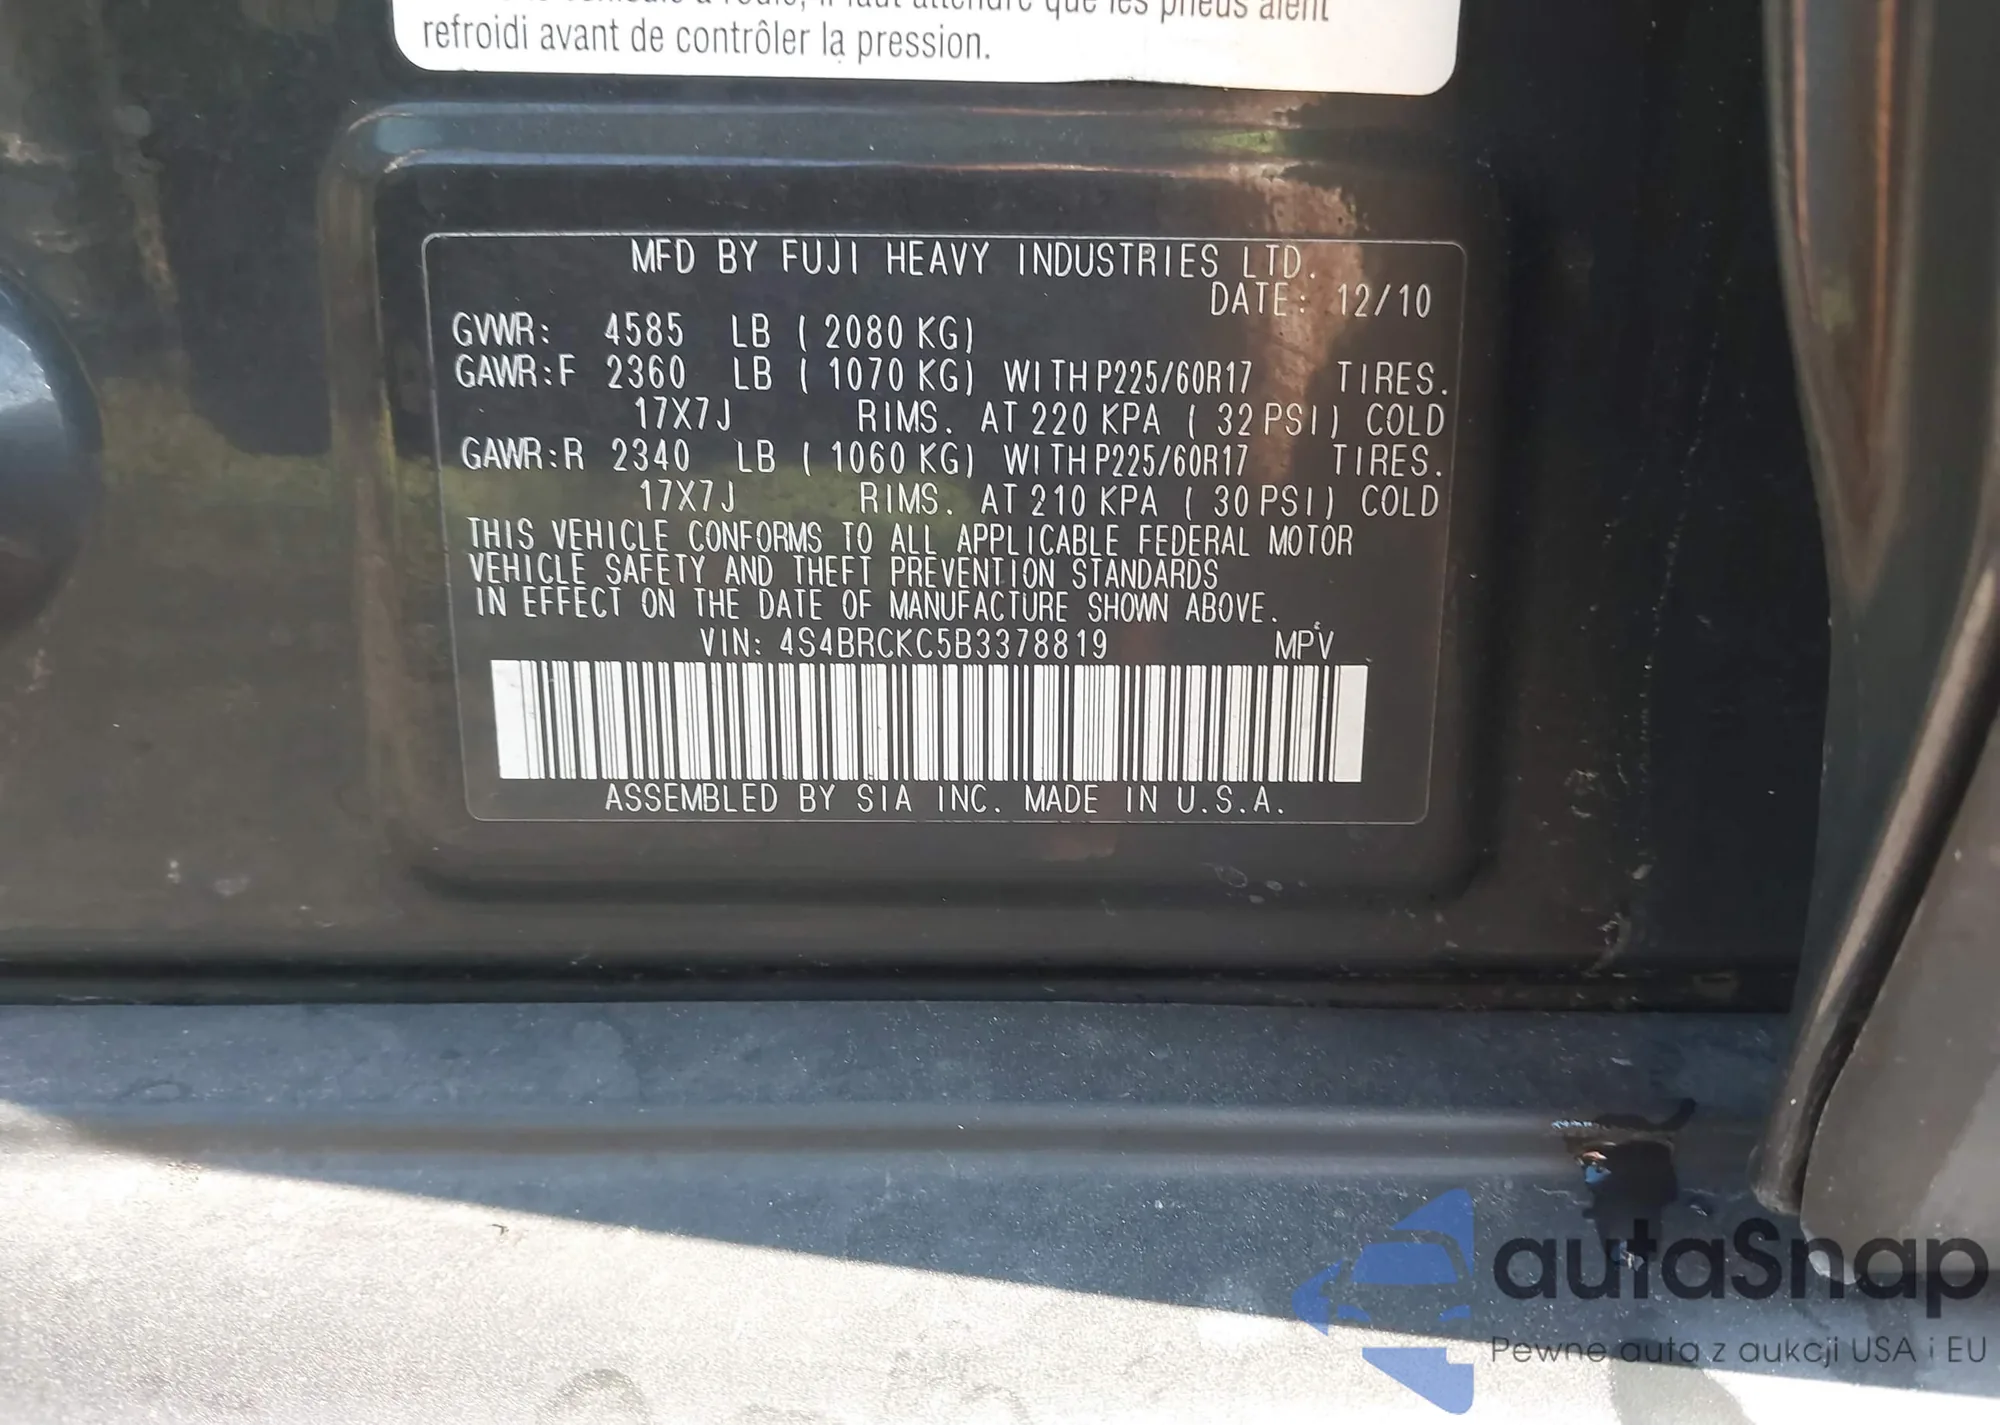 refroidi avant de contrôler la pression.
MFD BY FUJI HEAVY INDUSTRIES LTD.
DATE: 12/10
GVWR: 4585 LB ( 2080 KG)
GAWR:F 2360 LB ( 1070 KG) WITH P225/60R17 TIRES.
17X7J RIMS. AT 220 KPA ( 32 PSI) COLD
GAWR:R 2340 LB ( 1060 KG) WITH P225/60R17 TIRES.
17X7J RIMS. AT 210 KPA ( 30 PSI) COLD
THIS VEHICLE CONFORMS TO ALL APPLICABLE FEDERAL MOTOR
VEHICLE SAFETY AND THEFT PREVENTION STANDARDS
IN EFFECT ON THE DATE OF MANUFACTURE SHOWN ABOVE.
VIN: 4S4BRCKC5B3378819 MPV
ASSEMBLED BY SIA INC. MADE IN U.S.A.
autaSnap
Pewne auta z aukcji USA i EU